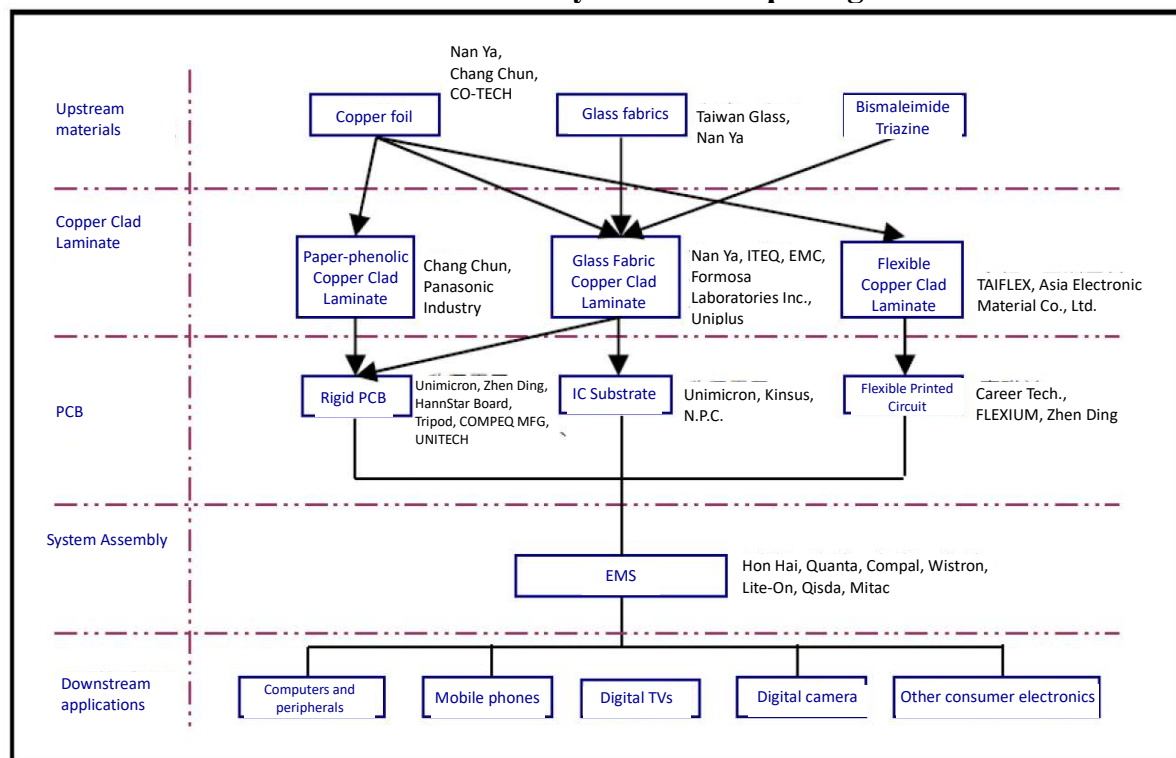 Nan Ya,
Chang Chun,
CO-TECH
Upstream
materials
Copper foil
Glass fabrics
Taiwan Glass,
Nan Ya
Bismaleimide
Triazine
Copper Clad
Laminate
Paper-phenolic
Copper Clad
Laminate
Chang Chun,
Panasonic
Industry
Glass Fabric
Copper Clad
Laminate
Nan Ya, ITEQ, EMC,
Formosa
Laboratories Inc.,
Uniplus
Flexible
Copper Clad
Laminate
TAIFLEX, Asia Electronic
Material Co., Ltd.
PCB
Rigid PCB
Unimicron, Zhen Ding,
HannStar Board,
Tripod, COMPEQ MFG,
UNITECH
IC Substrate
Unimicron, Kinsus,
N.P.C.
Flexible Printed
Circuit
Career Tech.,
FLEXIUM, Zhen Ding
System Assembly
EMS
Hon Hai, Quanta, Compal, Wistron,
Lite-On, Qisda, Mitac
Downstream
applications
Computers and
peripherals
Mobile phones
Digital TVs
Digital camera
Other consumer electronics